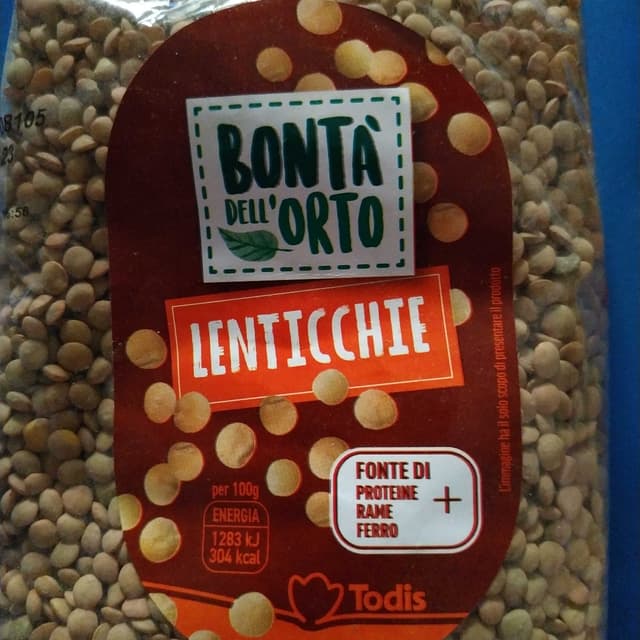 BONTÀ
DELL'ORTO
LENTICCHIE
L'immagine ha il solo scopo di presentare il prodotto
FONTE DI
PROTEINE
RAME
FERRO
+
per 100g
ENERGIA
1283 kJ
304 kcal
Todis